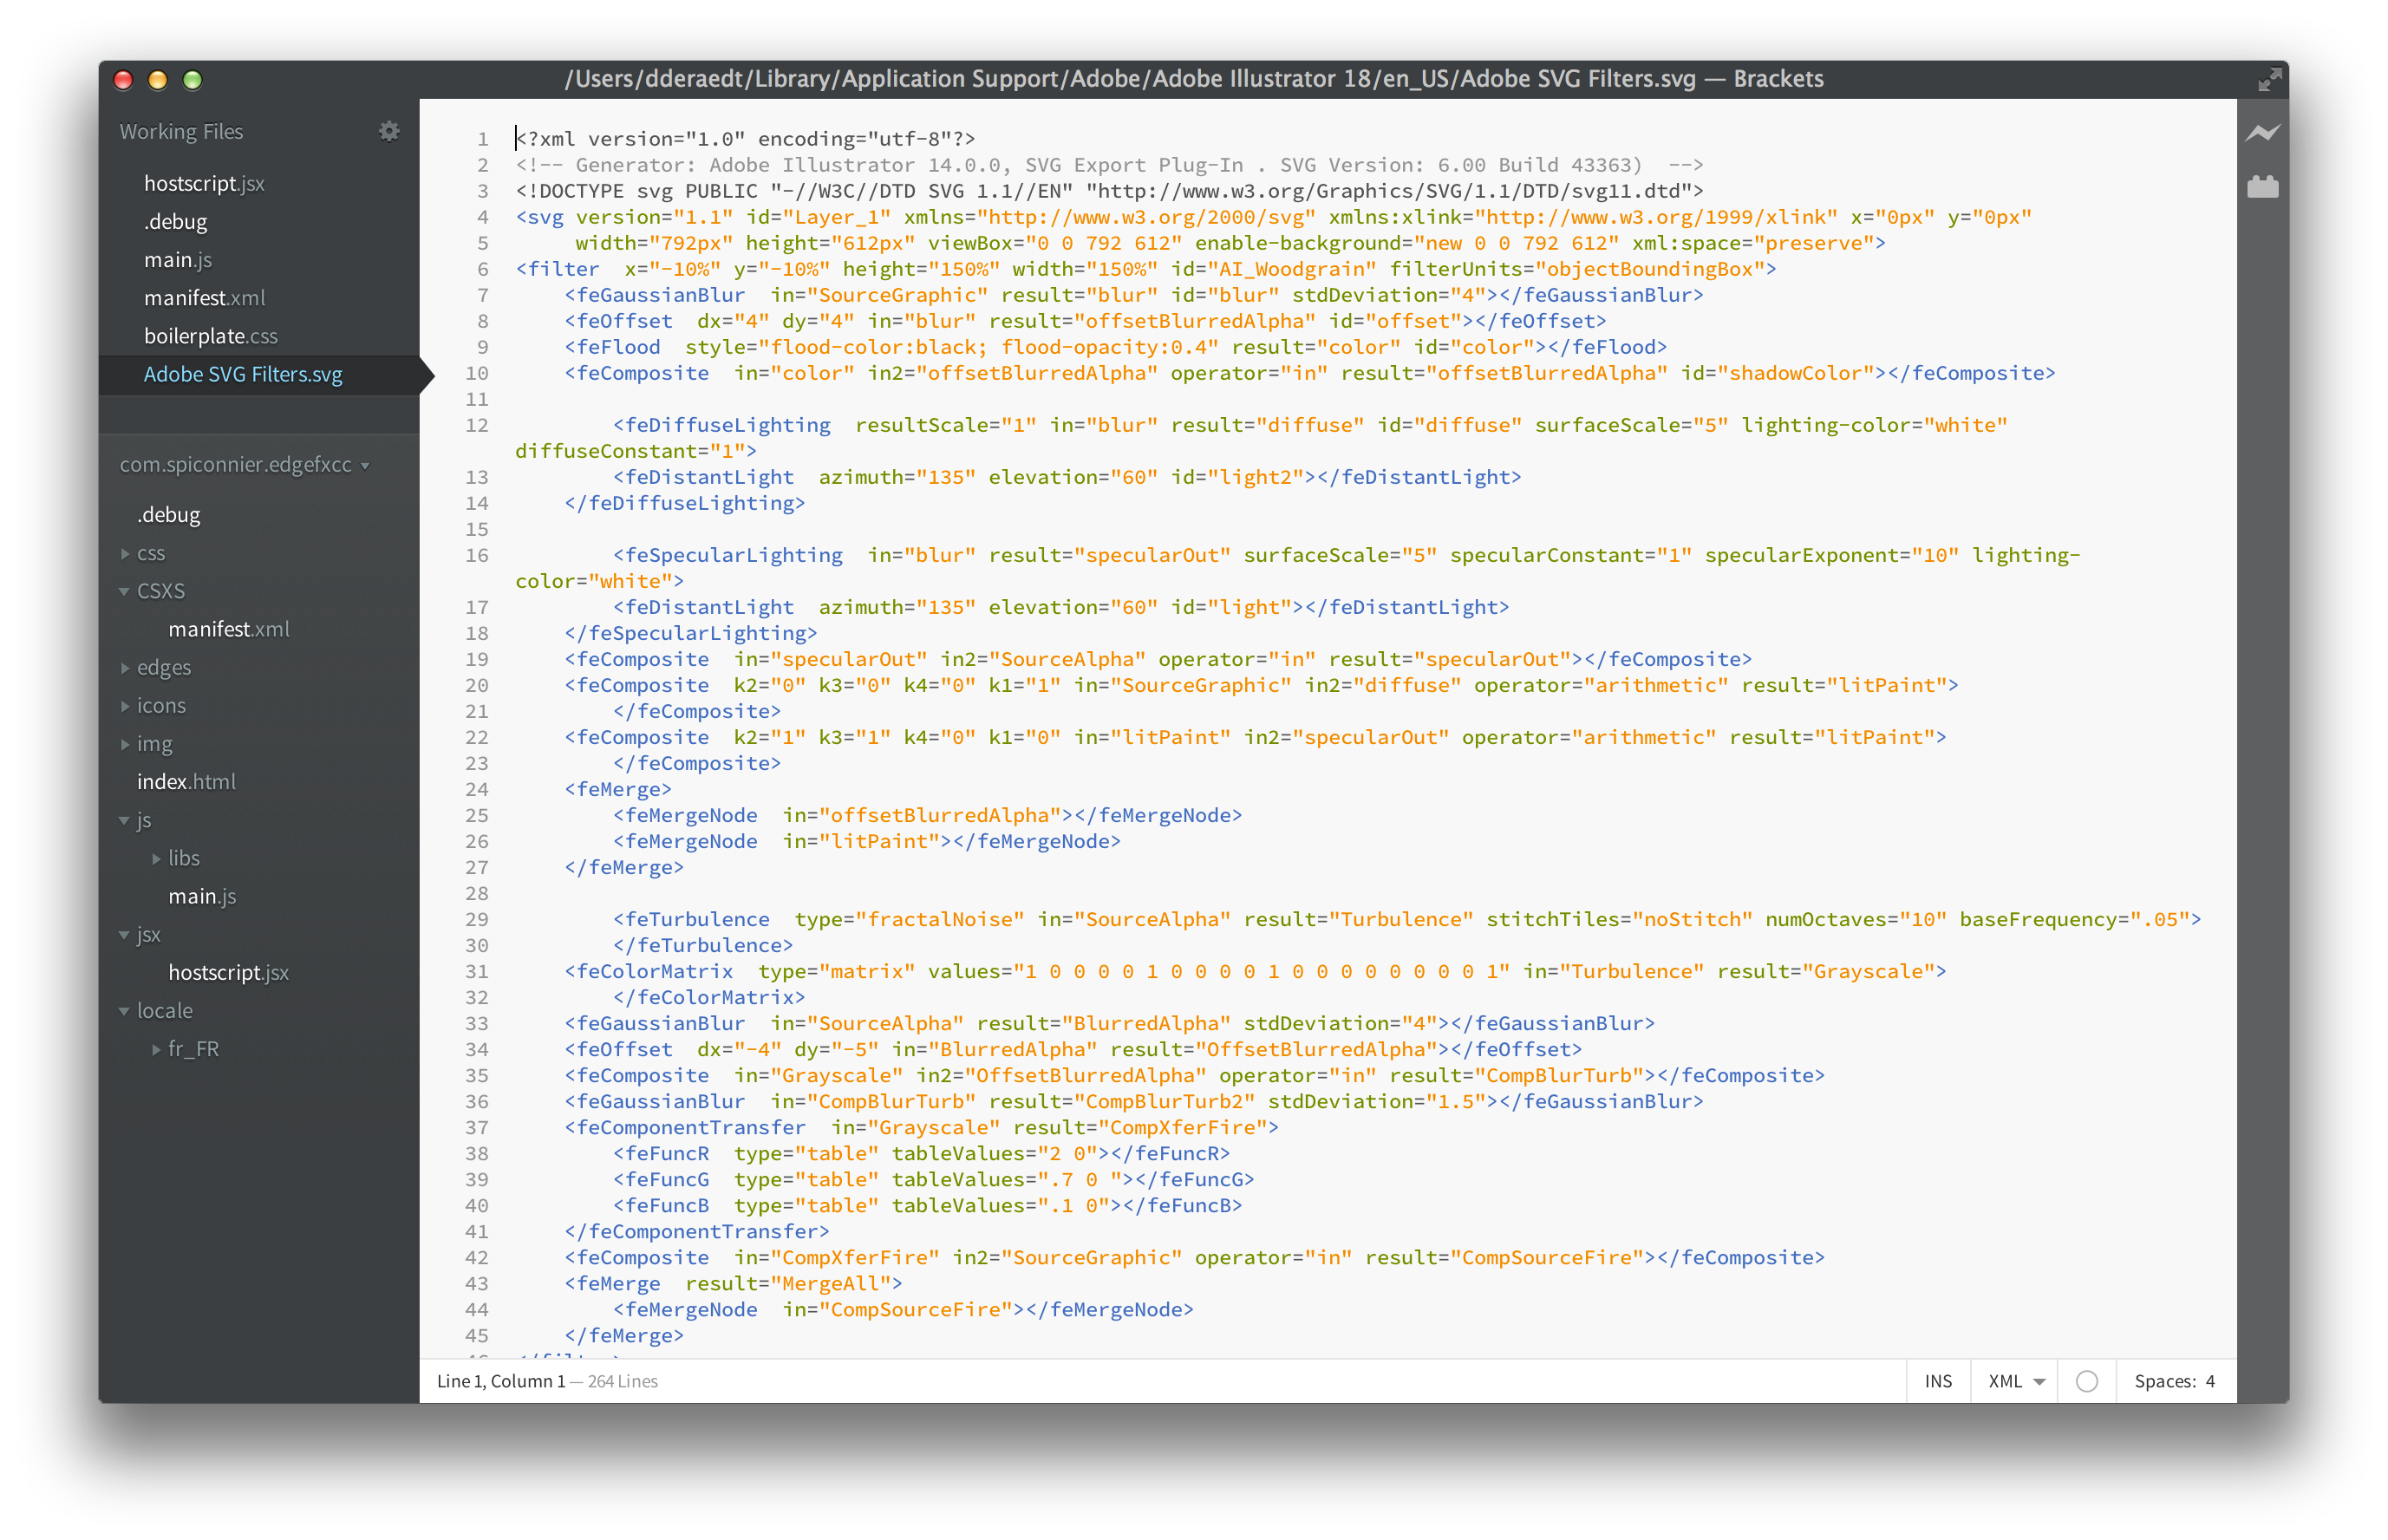 /Users/dderaedt/Library/Application Support/Adobe/Adobe Illustrator 18/en_US/Adobe SVG Filters.svg — Brackets
Working Files
hostscript.jsx
.debug
main.js
manifest.xml
boilerplate.css
Adobe SVG Filters.svg
com.spiconnier.edgefxcc
.debug
css
CSXS
manifest.xml
edges
icons
img
index.html
js
libs
main.js
jsx
hostscript.jsx
locale
fr_FR
1 <?xml version="1.0" encoding="utf-8"?>
2 <!-- Generator: Adobe Illustrator 14.0.0, SVG Export Plug-In . SVG Version: 6.00 Build 43363)  -->
3 <!DOCTYPE svg PUBLIC "-//W3C//DTD SVG 1.1//EN" "http://www.w3.org/Graphics/SVG/1.1/DTD/svg11.dtd">
4 <svg version="1.1" id="Layer_1" xmlns="http://www.w3.org/2000/svg" xmlns:xlink="http://www.w3.org/1999/xlink" x="0px" y="0px"
5      width="792px" height="612px" viewBox="0 0 792 612" enable-background="new 0 0 792 612" xml:space="preserve">
6 <filter  x="-10%" y="-10%" height="150%" width="150%" id="AI_Woodgrain" filterUnits="objectBoundingBox">
7     <feGaussianBlur  in="SourceGraphic" result="blur" id="blur" stdDeviation="4"></feGaussianBlur>
8     <feOffset  dx="4" dy="4" in="blur" result="offsetBlurredAlpha" id="offset"></feOffset>
9     <feFlood  style="flood-color:black; flood-opacity:0.4" result="color" id="color"></feFlood>
10     <feComposite  in="color" in2="offsetBlurredAlpha" operator="in" result="offsetBlurredAlpha" id="shadowColor"></feComposite>
11
12         <feDiffuseLighting  resultScale="1" in="blur" result="diffuse" id="diffuse" surfaceScale="5" lighting-color="white"
diffuseConstant="1">
13         <feDistantLight  azimuth="135" elevation="60" id="light2"></feDistantLight>
14     </feDiffuseLighting>
15
16         <feSpecularLighting  in="blur" result="specularOut" surfaceScale="5" specularConstant="1" specularExponent="10" lighting-
color="white">
17         <feDistantLight  azimuth="135" elevation="60" id="light"></feDistantLight>
18     </feSpecularLighting>
19     <feComposite  in="specularOut" in2="SourceAlpha" operator="in" result="specularOut"></feComposite>
20     <feComposite  k2="0" k3="0" k4="0" k1="1" in="SourceGraphic" in2="diffuse" operator="arithmetic" result="litPaint">
21         </feComposite>
22     <feComposite  k2="1" k3="1" k4="0" k1="0" in="litPaint" in2="specularOut" operator="arithmetic" result="litPaint">
23         </feComposite>
24     <feMerge>
25         <feMergeNode  in="offsetBlurredAlpha"></feMergeNode>
26         <feMergeNode  in="litPaint"></feMergeNode>
27     </feMerge>
28
29         <feTurbulence  type="fractalNoise" in="SourceAlpha" result="Turbulence" stitchTiles="noStitch" numOctaves="10" baseFrequency=".05">
30         </feTurbulence>
31     <feColorMatrix  type="matrix" values="1 0 0 0 0 1 0 0 0 0 1 0 0 0 0 0 0 0 0 1" in="Turbulence" result="Grayscale">
32         </feColorMatrix>
33     <feGaussianBlur  in="SourceAlpha" result="BlurredAlpha" stdDeviation="4"></feGaussianBlur>
34     <feOffset  dx="-4" dy="-5" in="BlurredAlpha" result="OffsetBlurredAlpha"></feOffset>
35     <feComposite  in="Grayscale" in2="OffsetBlurredAlpha" operator="in" result="CompBlurTurb"></feComposite>
36     <feGaussianBlur  in="CompBlurTurb" result="CompBlurTurb2" stdDeviation="1.5"></feGaussianBlur>
37     <feComponentTransfer  in="Grayscale" result="CompXferFire">
38         <feFuncR  type="table" tableValues="2 0"></feFuncR>
39         <feFuncG  type="table" tableValues=".7 0 "></feFuncG>
40         <feFuncB  type="table" tableValues=".1 0"></feFuncB>
41     </feComponentTransfer>
42     <feComposite  in="CompXferFire" in2="SourceGraphic" operator="in" result="CompSourceFire"></feComposite>
43     <feMerge  result="MergeAll">
44         <feMergeNode  in="CompSourceFire"></feMergeNode>
45     </feMerge>
Line 1, Column 1 — 264 Lines
INS
XML
Spaces: 4